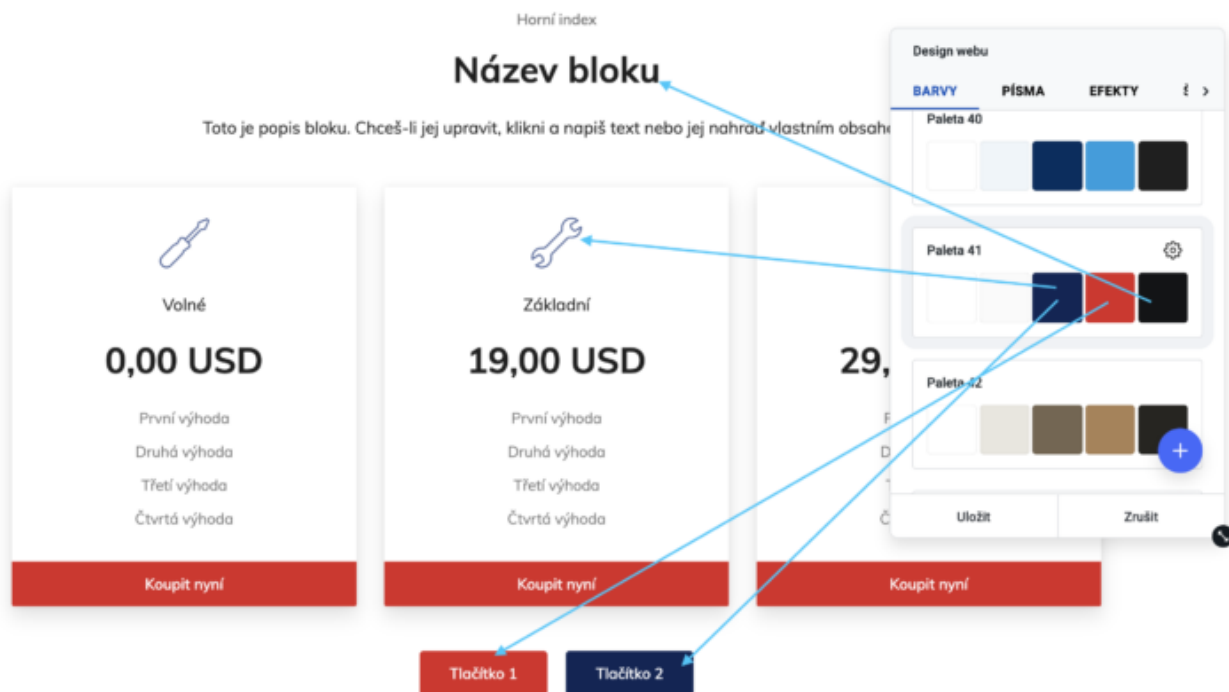 Horní index
Název bloku
Toto je popis bloku. Chceš-li jej upravit, klikni a napiš text nebo jej nahraď vlastním
Volné
0,00 USD
První výhoda
Druhá výhoda
Třetí výhoda
Čtvrtá výhoda
Koupit nyní
Základní
19,00 USD
První výhoda
Druhá výhoda
Třetí výhoda
Čtvrtá výhoda
Koupit nyní
29,
Koupit nyní
Tlačítko 1
Tlačítko 2
Design webu
BARVY PÍSMA EFEKTY
Paleta 40
Paleta 41
Paleta 42
Uložit Zrušit